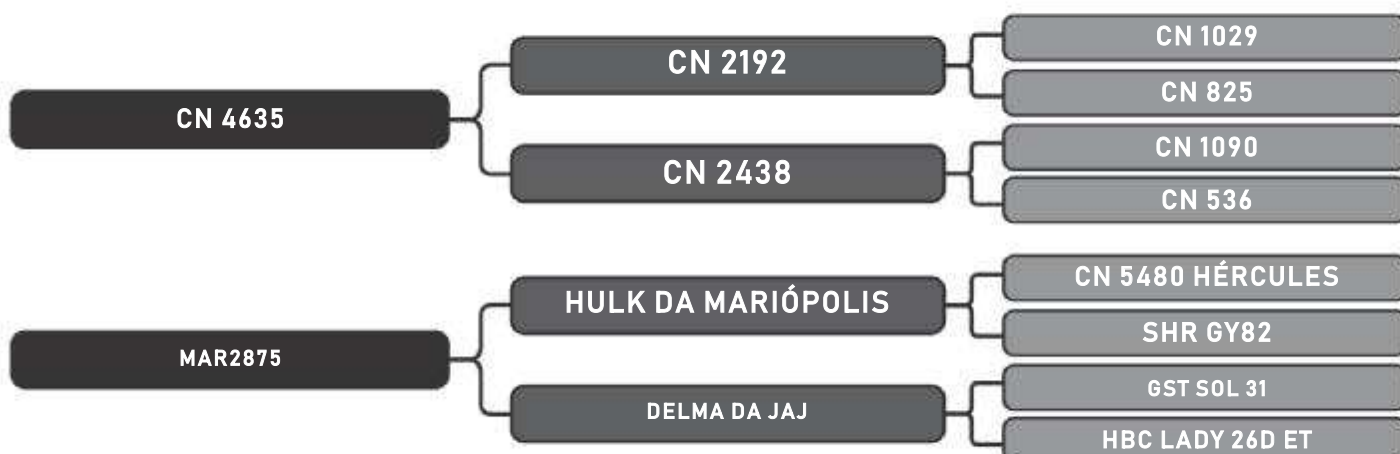 CN 4635
CN 2192
CN 2438
CN 1029
CN 825
CN 1090
CN 536
MAR2875
HULK DA MARIÓPOLIS
DELMA DA JAJ
CN 5480 HÉRCULES
SHR GY82
GST SOL 31
HBC LADY 26D ET